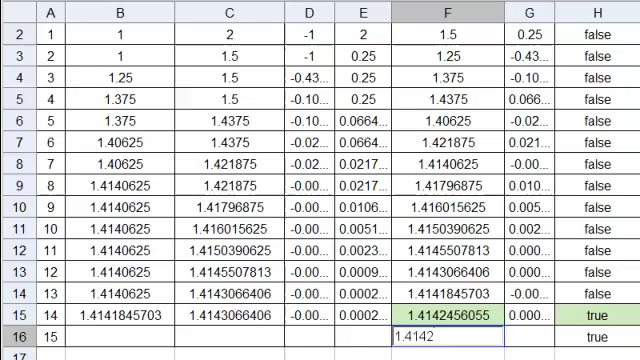 A B C D E F G H
2 1 1 2 -1 2 1.5 0.25 false
3 2 1 1.5 -1 0.25 1.25 -0.43... false
4 3 1.25 1.5 -0.43... 0.25 1.375 -0.10... false
5 4 1.375 1.5 -0.10... 0.25 1.4375 0.066... false
6 5 1.375 1.4375 -0.10... 0.0664... 1.40625 -0.02... false
7 6 1.40625 1.4375 -0.02... 0.0664... 1.421875 0.021... false
8 7 1.40625 1.421875 -0.02... 0.0217... 1.4140625 -0.00... false
9 8 1.4140625 1.421875 -0.00... 0.0217... 1.41796875 0.010... false
10 9 1.4140625 1.41796875 -0.00... 0.0106... 1.416015625 0.005... false
11 10 1.4140625 1.416015625 -0.00... 0.0051... 1.4150390625 0.002... false
12 11 1.4140625 1.4150390625 -0.00... 0.0023... 1.4145507813 0.000... false
13 12 1.4140625 1.4145507813 -0.00... 0.0009... 1.4143066406 0.000... false
14 13 1.4140625 1.4143066406 -0.00... 0.0002... 1.4141845703 -0.00... false
15 14 1.4141845703 1.4143066406 -0.00... 0.0002... 1.4142456055 0.000... true
16 15 1.4142 true
17